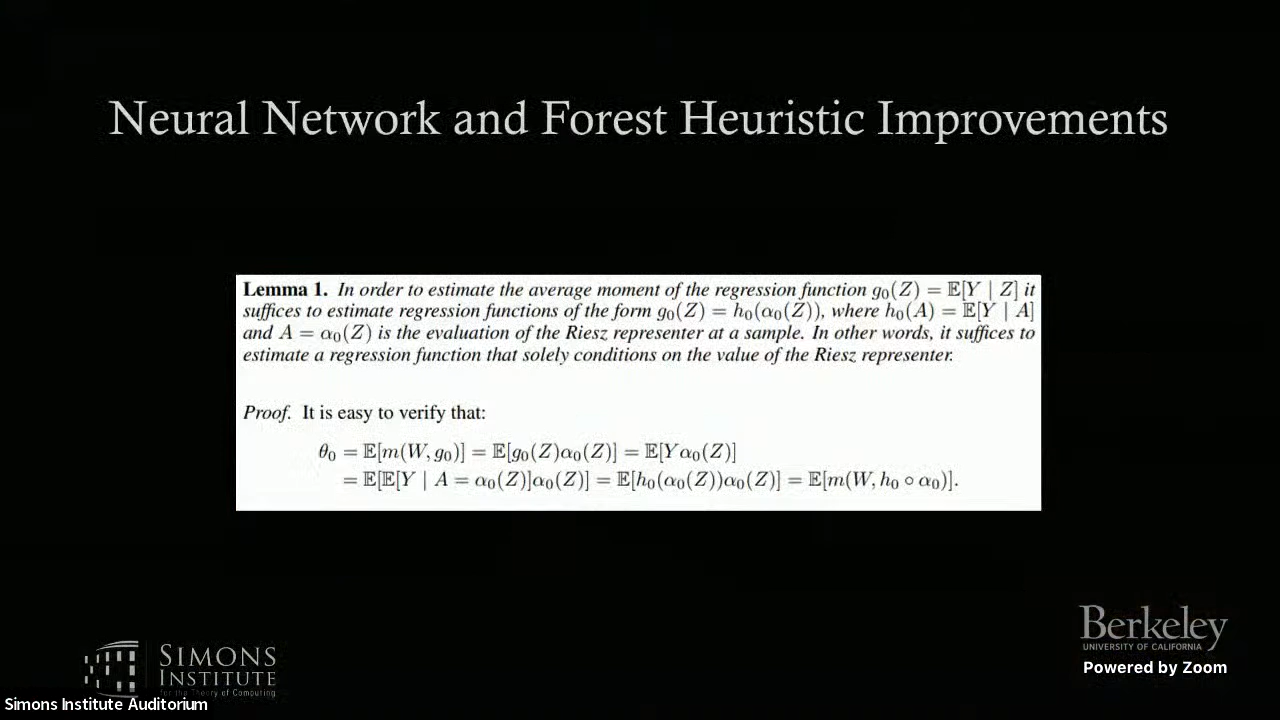 Neural Network and Forest Heuristic Improvements
Lemma 1. In order to estimate the average moment of the regression function g₀(Z) = 𝔼[Y | Z] it
suffices to estimate regression functions of the form g₀(Z) = h₀(α₀(Z)), where h₀(A) = 𝔼[Y | A]
and A = α₀(Z) is the evaluation of the Riesz representer at a sample. In other words, it suffices to
estimate a regression function that solely conditions on the value of the Riesz representer.
Proof. It is easy to verify that:
θ₀ = 𝔼[m(W, g₀)] = 𝔼[g₀(Z)α₀(Z)] = 𝔼[Yα₀(Z)]
= 𝔼[𝔼[Y | A = α₀(Z)]α₀(Z)] = 𝔼[h₀(α₀(Z))α₀(Z)] = 𝔼[m(W, h₀ ∘ α₀)].
SIMONS
INSTITUTE
for the Theory of Computing
Simons Institute Auditorium
Berkeley
UNIVERSITY OF CALIFORNIA
Powered by Zoom